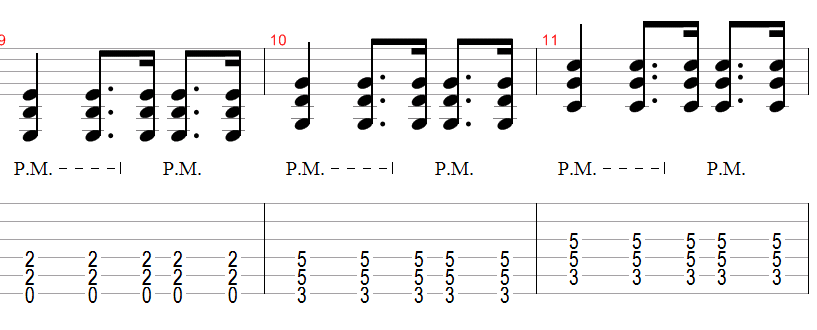 9 10 11
P.M. - - - - | P.M. P.M. - - - - | P.M. P.M. - - - - | P.M.
5 5 5 5 5
2 2 2 2 2 5 5 5 5 5 5 5 5 5 5
2 2 2 2 2 5 5 5 5 5 3 3 3 3 3
0 0 0 0 0 3 3 3 3 3